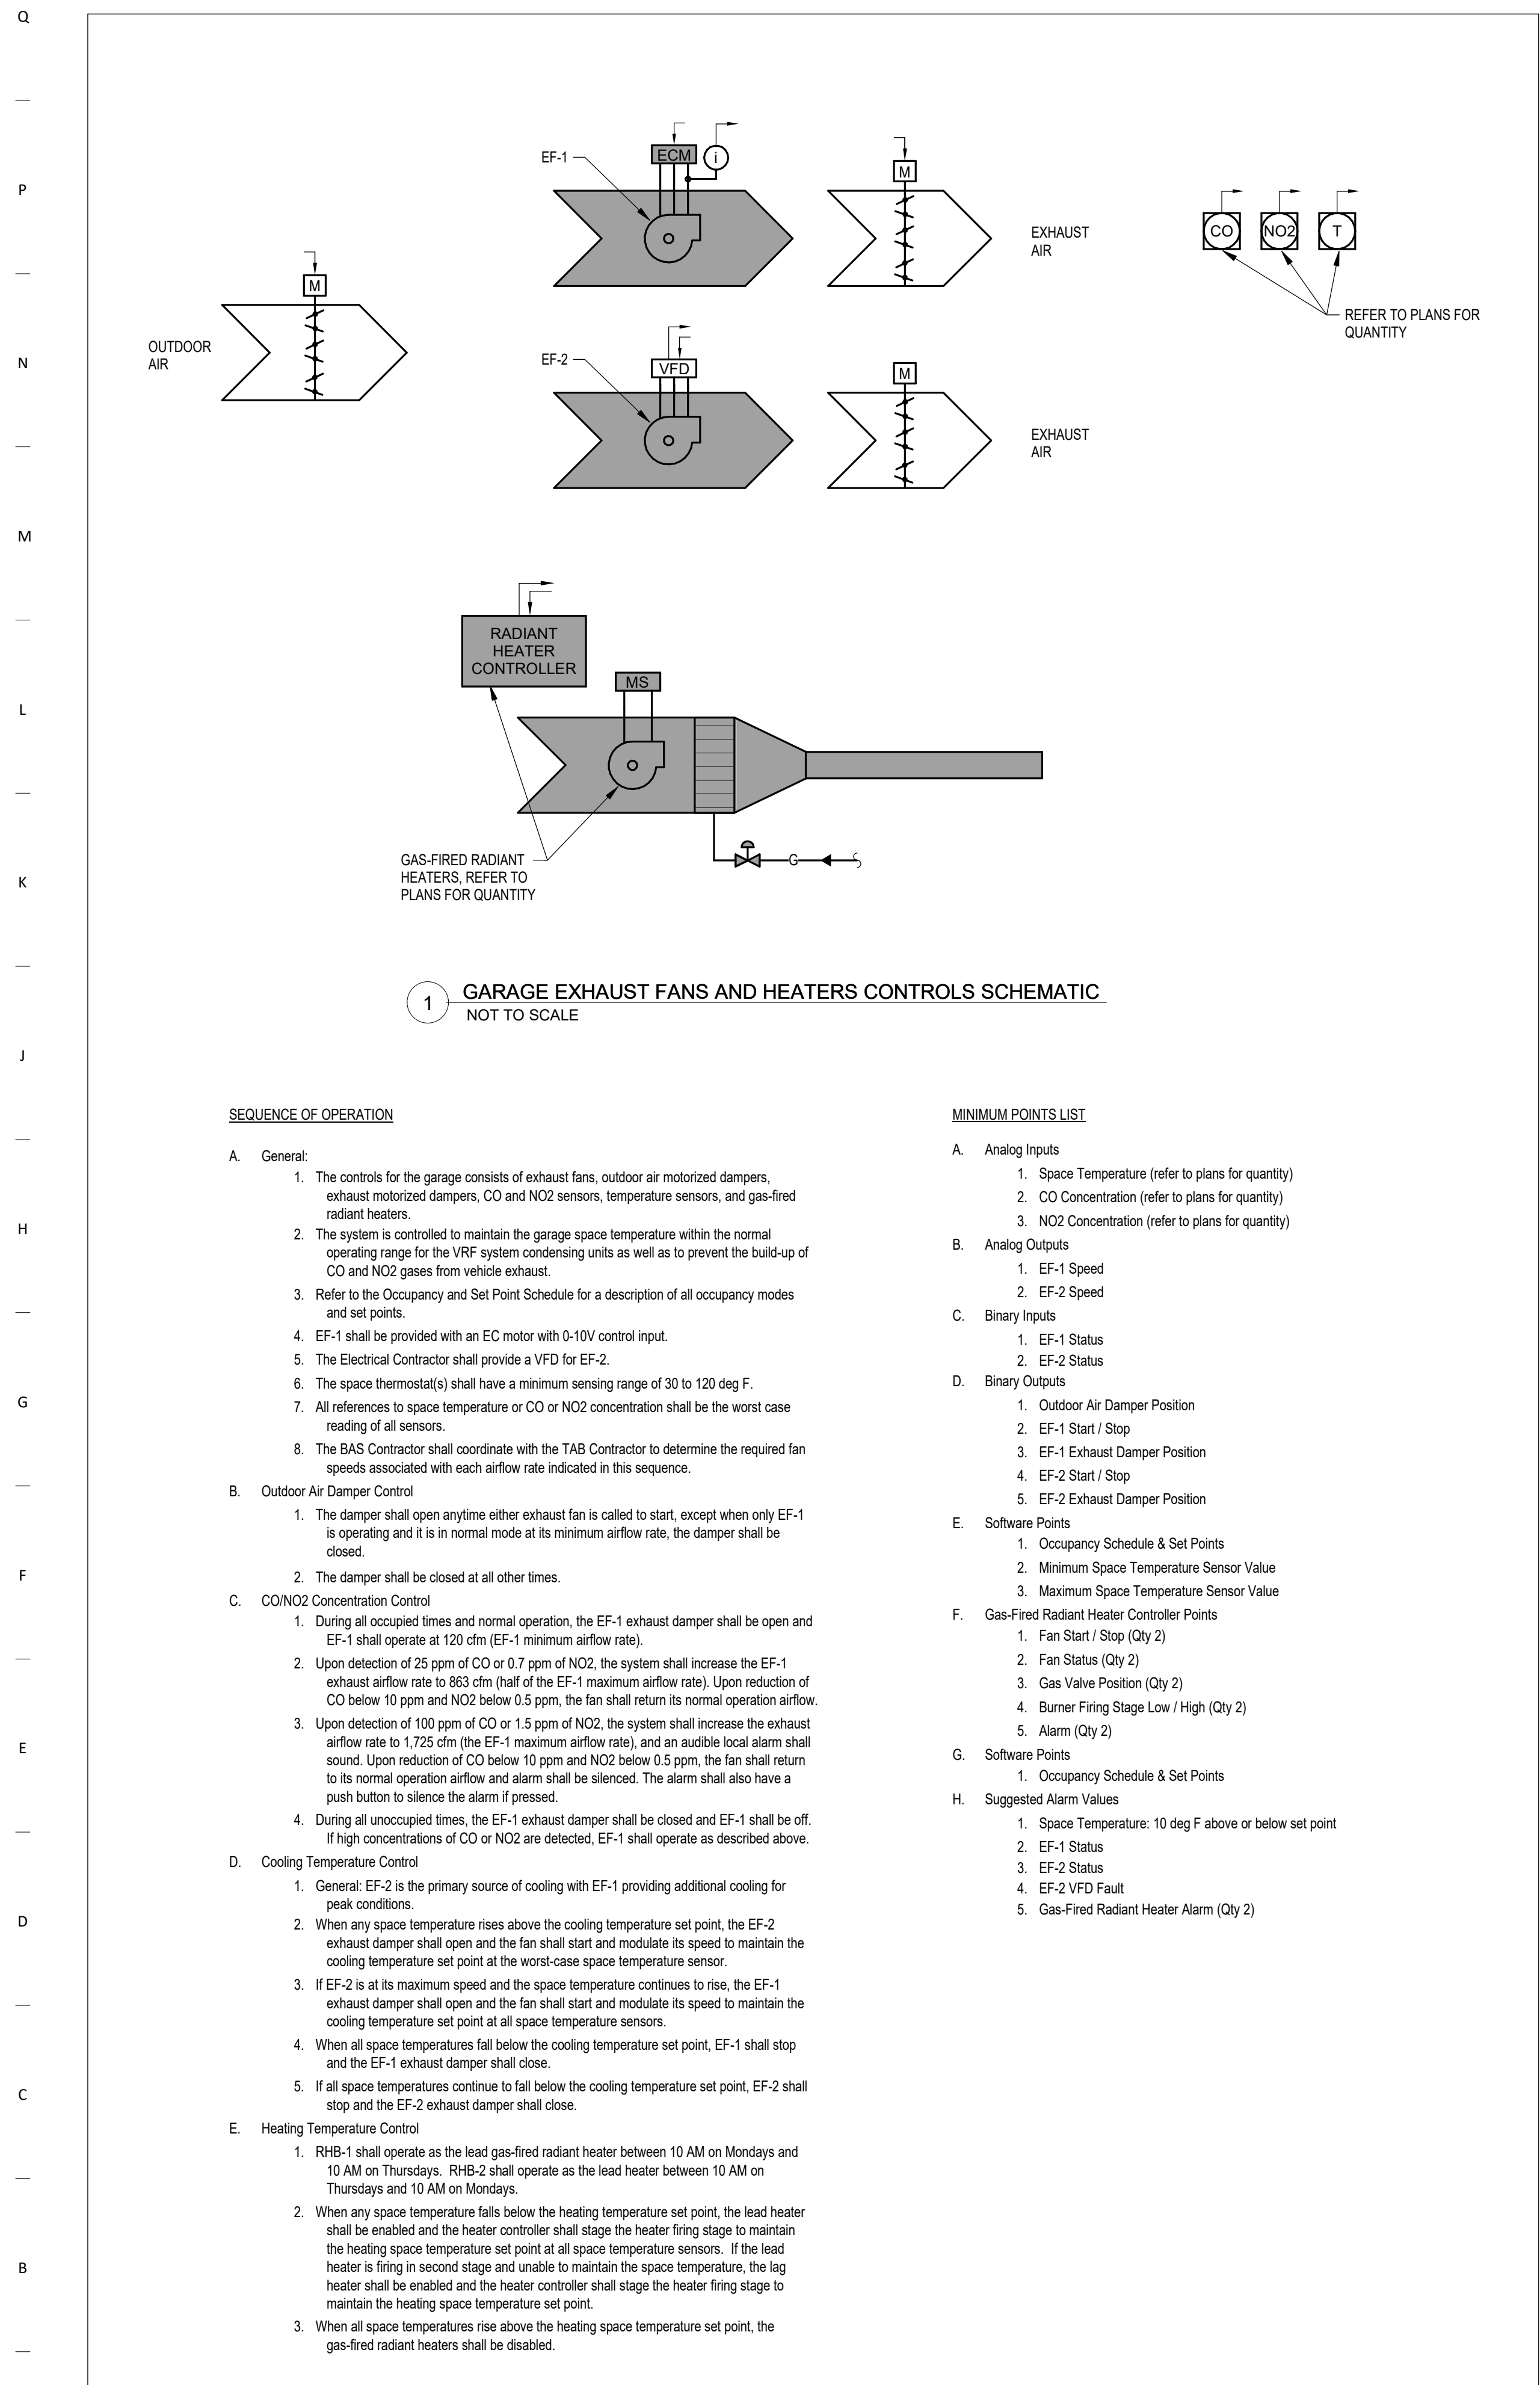 Q
P
N
M
L
K
J
H
G
F
E
D
C
B
EF-1
ECM
i
M
EXHAUST
AIR
CO
NO2
T
REFER TO PLANS FOR
QUANTITY
M
OUTDOOR
AIR
EF-2
VFD
M
EXHAUST
AIR
RADIANT
HEATER
CONTROLLER
MS
GAS-FIRED RADIANT
HEATERS, REFER TO
PLANS FOR QUANTITY
G
1
GARAGE EXHAUST FANS AND HEATERS CONTROLS SCHEMATIC
NOT TO SCALE
SEQUENCE OF OPERATION
A. General:
1. The controls for the garage consists of exhaust fans, outdoor air motorized dampers,
exhaust motorized dampers, CO and NO2 sensors, temperature sensors, and gas-fired
radiant heaters.
2. The system is controlled to maintain the garage space temperature within the normal
operating range for the VRF system condensing units as well as to prevent the build-up of
CO and NO2 gases from vehicle exhaust.
3. Refer to the Occupancy and Set Point Schedule for a description of all occupancy modes
and set points.
4. EF-1 shall be provided with an EC motor with 0-10V control input.
5. The Electrical Contractor shall provide a VFD for EF-2.
6. The space thermostat(s) shall have a minimum sensing range of 30 to 120 deg F.
7. All references to space temperature or CO or NO2 concentration shall be the worst case
reading of all sensors.
8. The BAS Contractor shall coordinate with the TAB Contractor to determine the required fan
speeds associated with each airflow rate indicated in this sequence.
B. Outdoor Air Damper Control
1. The damper shall open anytime either exhaust fan is called to start, except when only EF-1
is operating and it is in normal mode at its minimum airflow rate, the damper shall be
closed.
2. The damper shall be closed at all other times.
C. CO/NO2 Concentration Control
1. During all occupied times and normal operation, the EF-1 exhaust damper shall be open and
EF-1 shall operate at 120 cfm (EF-1 minimum airflow rate).
2. Upon detection of 25 ppm of CO or 0.7 ppm of NO2, the system shall increase the EF-1
exhaust airflow rate to 863 cfm (half of the EF-1 maximum airflow rate). Upon reduction of
CO below 10 ppm and NO2 below 0.5 ppm, the fan shall return its normal operation airflow.
3. Upon detection of 100 ppm of CO or 1.5 ppm of NO2, the system shall increase the exhaust
airflow rate to 1,725 cfm (the EF-1 maximum airflow rate), and an audible local alarm shall
sound. Upon reduction of CO below 10 ppm and NO2 below 0.5 ppm, the fan shall return
to its normal operation airflow and alarm shall be silenced. The alarm shall also have a
push button to silence the alarm if pressed.
4. During all unoccupied times, the EF-1 exhaust damper shall be closed and EF-1 shall be off.
If high concentrations of CO or NO2 are detected, EF-1 shall operate as described above.
D. Cooling Temperature Control
1. General: EF-2 is the primary source of cooling with EF-1 providing additional cooling for
peak conditions.
2. When any space temperature rises above the cooling temperature set point, the EF-2
exhaust damper shall open and the fan shall start and modulate its speed to maintain the
cooling temperature set point at the worst-case space temperature sensor.
3. If EF-2 is at its maximum speed and the space temperature continues to rise, the EF-1
exhaust damper shall open and the fan shall start and modulate its speed to maintain the
cooling temperature set point at all space temperature sensors.
4. When all space temperatures fall below the cooling temperature set point, EF-1 shall stop
and the EF-1 exhaust damper shall close.
5. If all space temperatures continue to fall below the cooling temperature set point, EF-2 shall
stop and the EF-2 exhaust damper shall close.
E. Heating Temperature Control
1. RHB-1 shall operate as the lead gas-fired radiant heater between 10 AM on Mondays and
10 AM on Thursdays. RHB-2 shall operate as the lead heater between 10 AM on
Thursdays and 10 AM on Mondays.
2. When any space temperature falls below the heating temperature set point, the lead heater
shall be enabled and the heater controller shall stage the heater firing stage to maintain
the heating space temperature set point at all space temperature sensors. If the lead
heater is firing in second stage and unable to maintain the space temperature, the lag
heater shall be enabled and the heater controller shall stage the heater firing stage to
maintain the heating space temperature set point.
3. When all space temperatures rise above the heating space temperature set point, the
gas-fired radiant heaters shall be disabled.
MINIMUM POINTS LIST
A. Analog Inputs
1. Space Temperature (refer to plans for quantity)
2. CO Concentration (refer to plans for quantity)
3. NO2 Concentration (refer to plans for quantity)
B. Analog Outputs
1. EF-1 Speed
2. EF-2 Speed
C. Binary Inputs
1. EF-1 Status
2. EF-2 Status
D. Binary Outputs
1. Outdoor Air Damper Position
2. EF-1 Start / Stop
3. EF-1 Exhaust Damper Position
4. EF-2 Start / Stop
5. EF-2 Exhaust Damper Position
E. Software Points
1. Occupancy Schedule & Set Points
2. Minimum Space Temperature Sensor Value
3. Maximum Space Temperature Sensor Value
F. Gas-Fired Radiant Heater Controller Points
1. Fan Start / Stop (Qty 2)
2. Fan Status (Qty 2)
3. Gas Valve Position (Qty 2)
4. Burner Firing Stage Low / High (Qty 2)
5. Alarm (Qty 2)
G. Software Points
1. Occupancy Schedule & Set Points
H. Suggested Alarm Values
1. Space Temperature: 10 deg F above or below set point
2. EF-1 Status
3. EF-2 Status
4. EF-2 VFD Fault
5. Gas-Fired Radiant Heater Alarm (Qty 2)